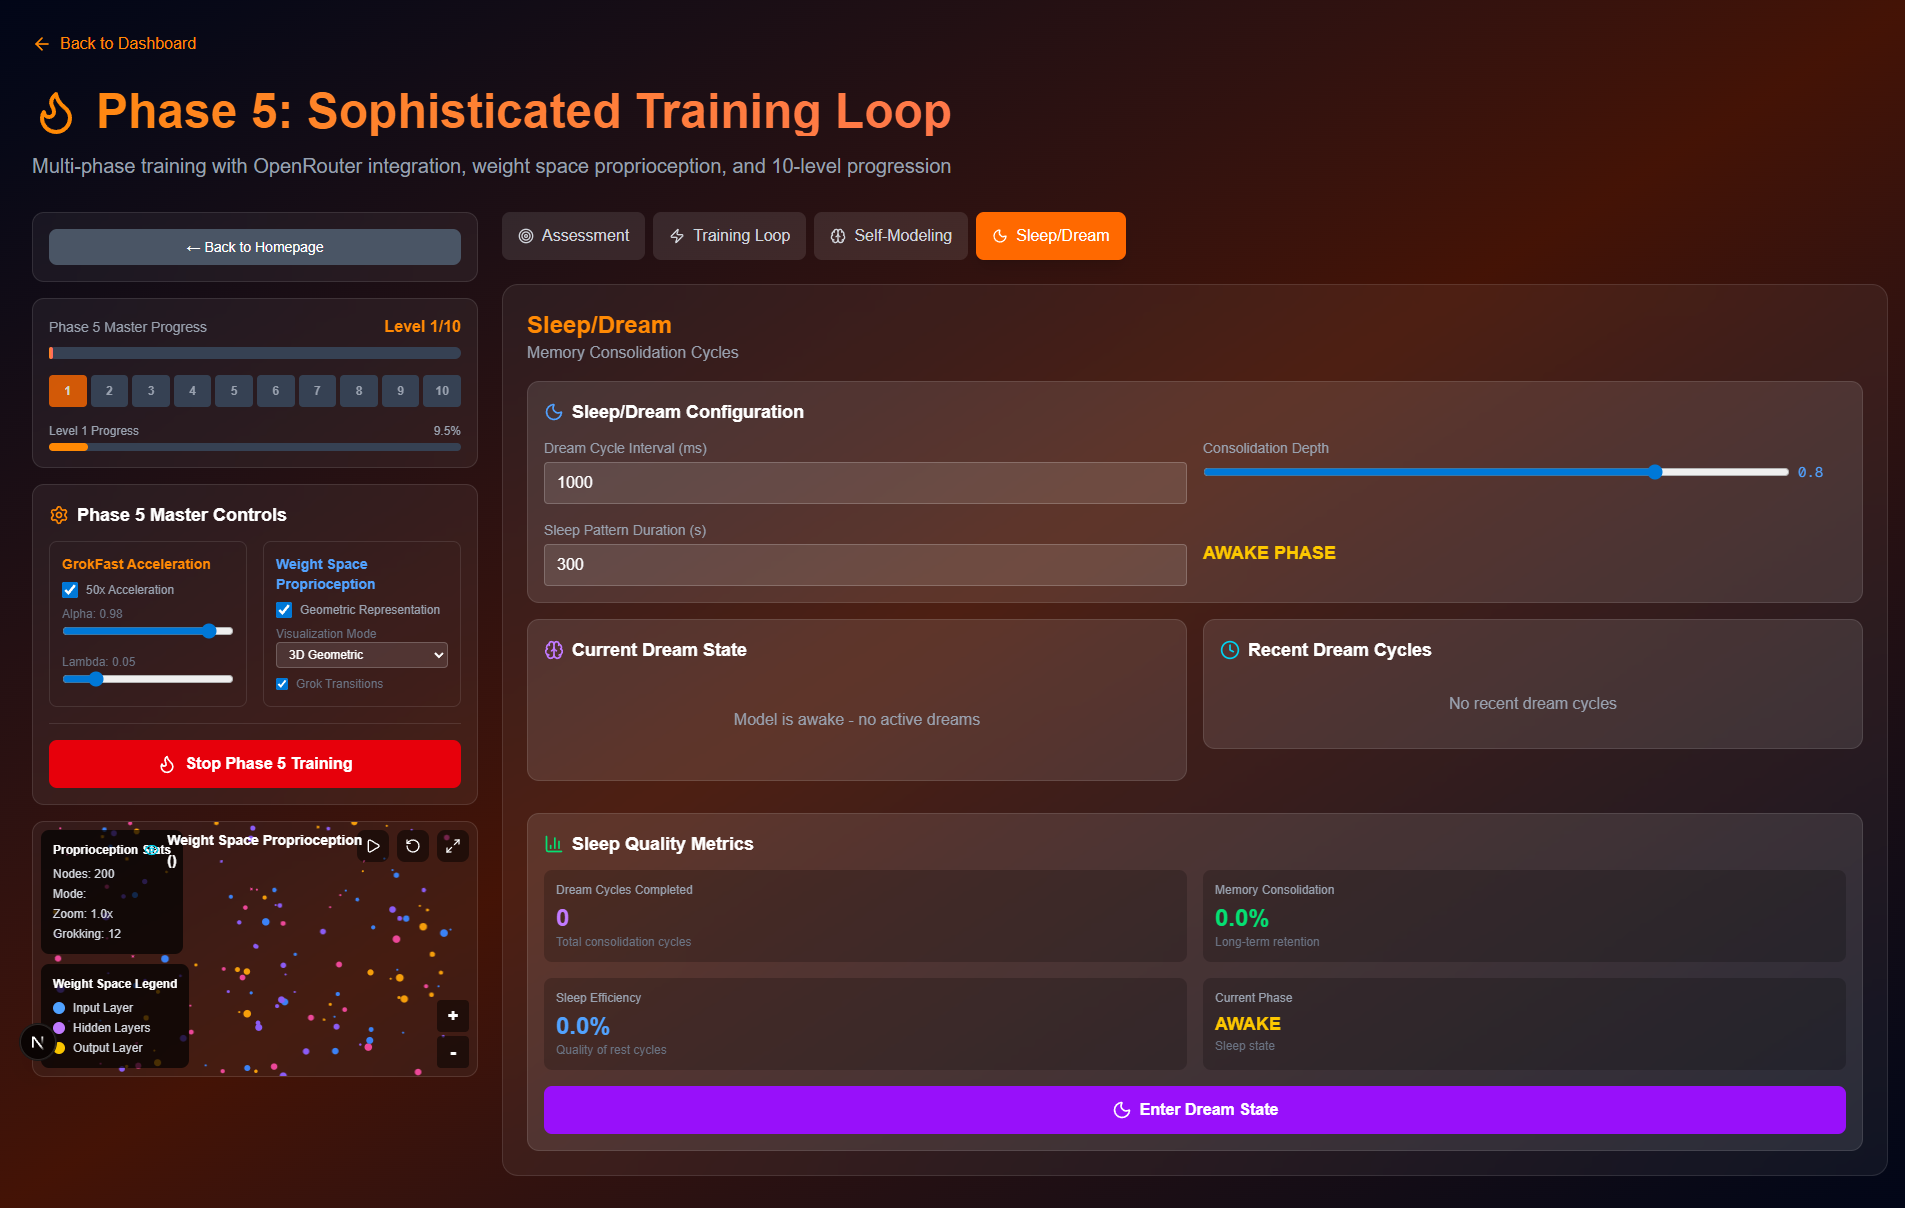 Back to Dashboard
Phase 5: Sophisticated Training Loop
Multi-phase training with OpenRouter integration, weight space proprioception, and 10-level progression
← Back to Homepage
Phase 5 Master Progress
Level 1/10
1 2 3 4 5 6 7 8 9 10
Level 1 Progress
9.5%
Phase 5 Master Controls
GrokFast Acceleration
50x Acceleration
Alpha: 0.98
Lambda: 0.05
Weight Space
Proprioception
Geometric Representation
Visualization Mode
3D Geometric
Grok Transitions
Stop Phase 5 Training
Weight Space Proprioception
()
Proprioception Stats
Nodes: 200
Mode:
Zoom: 1.0x
Grokking: 12
Weight Space Legend
Input Layer
Hidden Layers
Output Layer
N
+
-
Assessment
Training Loop
Self-Modeling
Sleep/Dream
Sleep/Dream
Memory Consolidation Cycles
Sleep/Dream Configuration
Dream Cycle Interval (ms)
1000
Consolidation Depth
0.8
Sleep Pattern Duration (s)
300
AWAKE PHASE
Current Dream State
Model is awake - no active dreams
Recent Dream Cycles
No recent dream cycles
Sleep Quality Metrics
Dream Cycles Completed
0
Total consolidation cycles
Memory Consolidation
0.0%
Long-term retention
Sleep Efficiency
0.0%
Quality of rest cycles
Current Phase
AWAKE
Sleep state
Enter Dream State